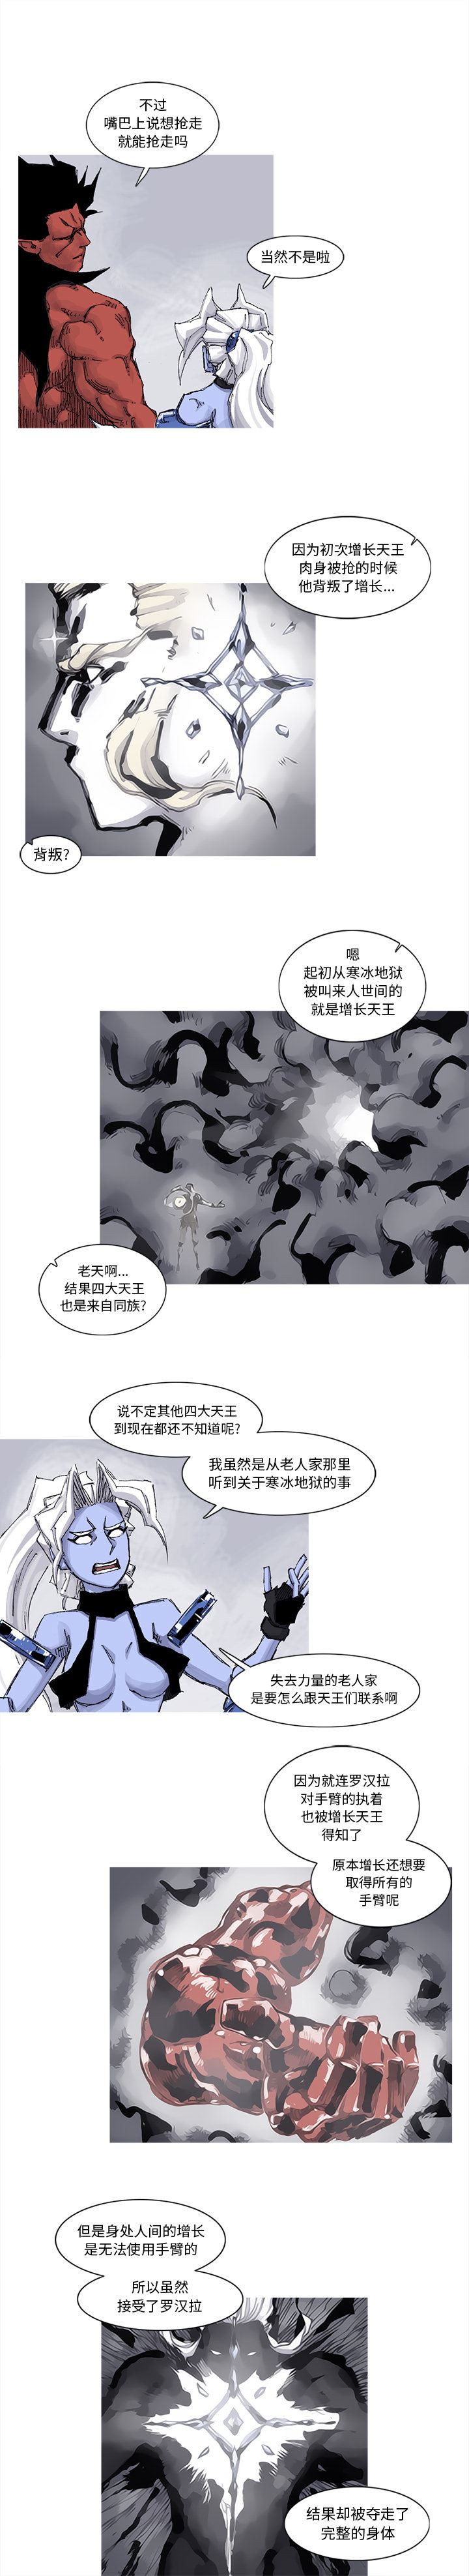 不过
嘴巴上说想抢走
就能抢走吗
当然不是啦
因为初次增长天王
肉身被抢的时候
他背叛了增长...
背叛?
嗯
起初从寒冰地狱
被叫来人世间的
就是增长天王
老天啊...
结果四大天王
也是来自同族?
说不定其他四大天王
到现在都还不知道呢?
我虽然是从老人家那里
听到关于寒冰地狱的事
失去力量的老人家
是要怎么跟天王们联系啊
因为就连罗汉拉
对手臂的执着
也被增长天王
得知了
原本增长还想要
取得所有的
手臂呢
但是身处人间的增长
是无法使用手臂的
所以虽然
接受了罗汉拉
结果却被夺走了
完整的身体